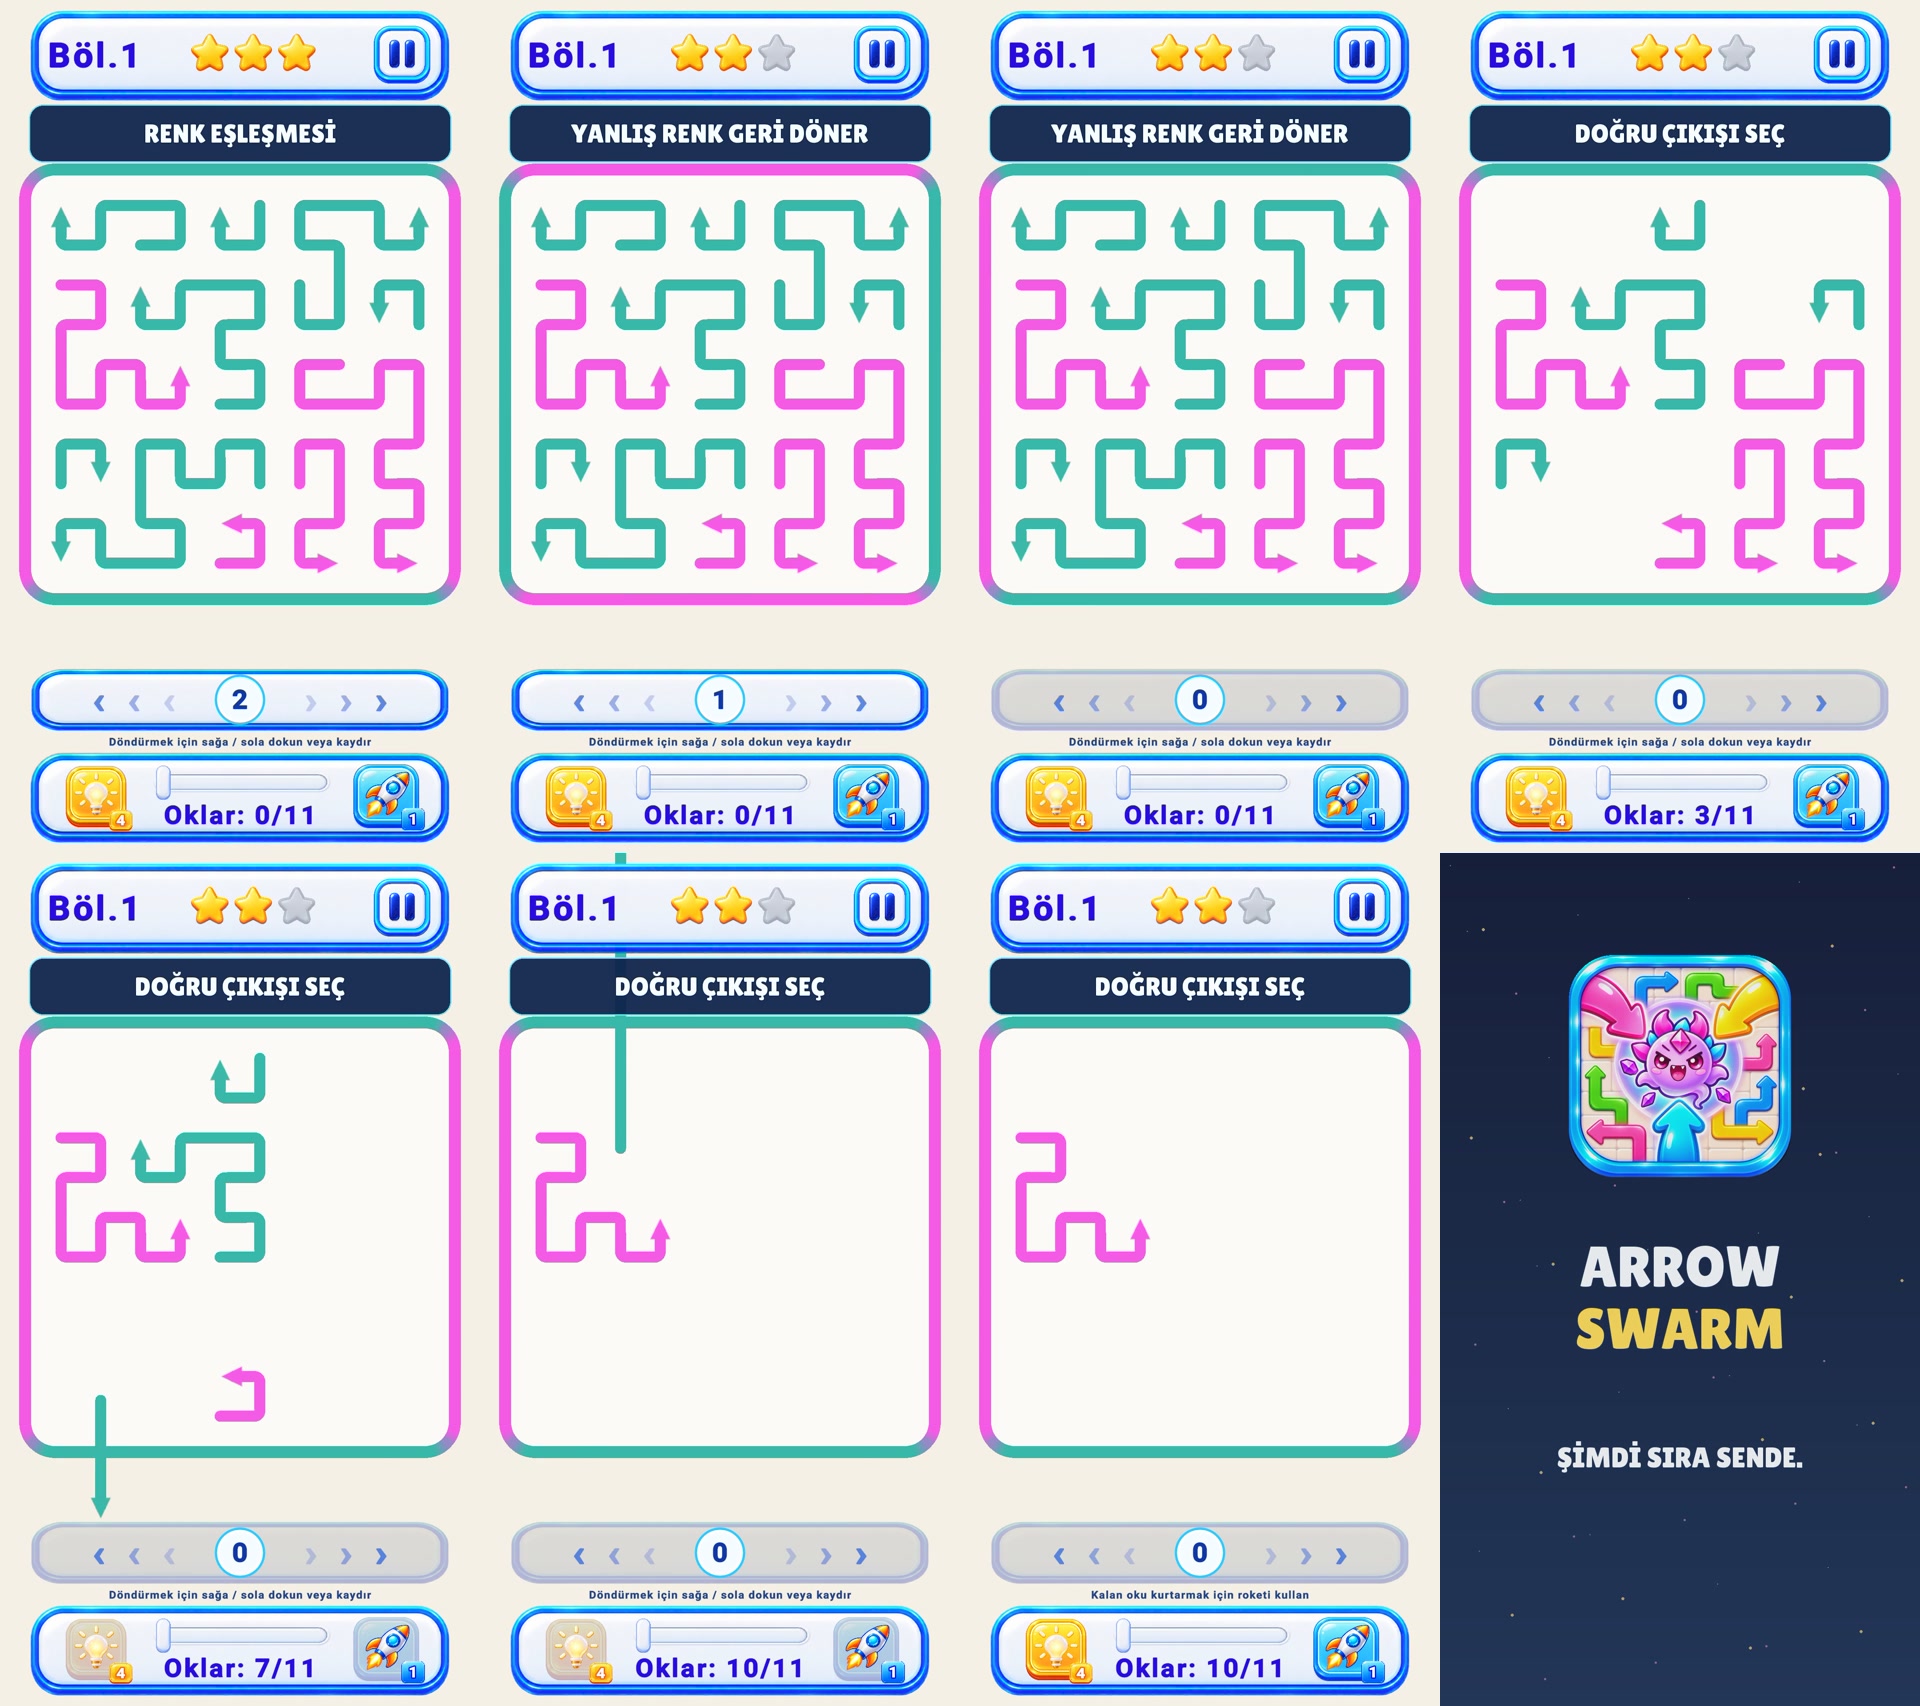 Böl.1
RENK EŞLEŞMESİ
2
Döndürmek için sağa / sola dokun veya kaydır
4
Oklar: 0/11
1
Böl.1
YANLIŞ RENK GERİ DÖNER
1
Döndürmek için sağa / sola dokun veya kaydır
4
Oklar: 0/11
1
Böl.1
YANLIŞ RENK GERİ DÖNER
0
Döndürmek için sağa / sola dokun veya kaydır
4
Oklar: 0/11
1
Böl.1
DOĞRU ÇIKIŞI SEÇ
0
Döndürmek için sağa / sola dokun veya kaydır
4
Oklar: 3/11
1
Böl.1
DOĞRU ÇIKIŞI SEÇ
0
Döndürmek için sağa / sola dokun veya kaydır
4
Oklar: 7/11
1
Böl.1
DOĞRU ÇIKIŞI SEÇ
0
Döndürmek için sağa / sola dokun veya kaydır
4
Oklar: 10/11
1
Böl.1
DOĞRU ÇIKIŞI SEÇ
0
Kalan oku kurtarmak için roketi kullan
4
Oklar: 10/11
1
ARROW
SWARM
ŞİMDİ SIRA SENDE.